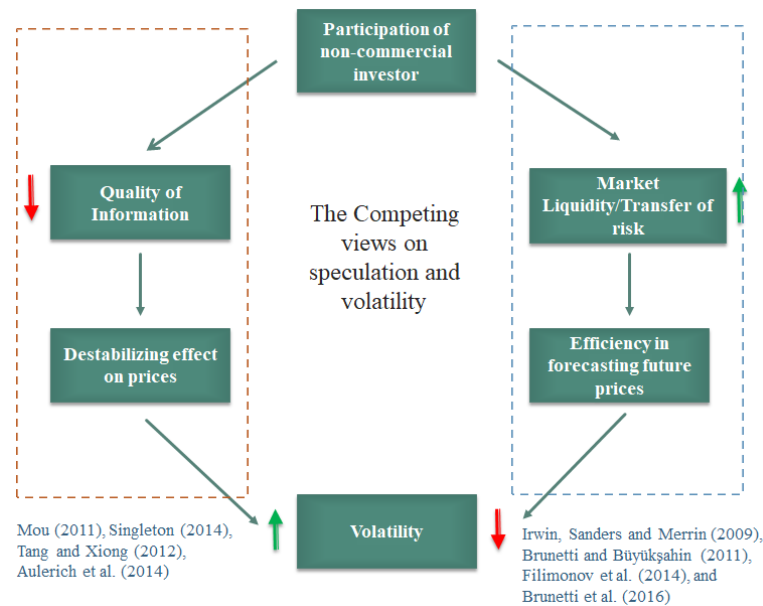 Participation of
non-commercial
investor
Quality of
Information
Market
Liquidity/Transfer of
risk
The Competing
views on
speculation and
volatility
Destabilizing effect
on prices
Efficiency in
forecasting future
prices
Volatility
Mou (2011), Singleton (2014),
Tang and Xiong (2012),
Aulerich et al. (2014)
Irwin, Sanders and Merrin (2009),
Brunetti and Büyükşahin (2011),
Filimonov et al. (2014), and
Brunetti et al. (2016)